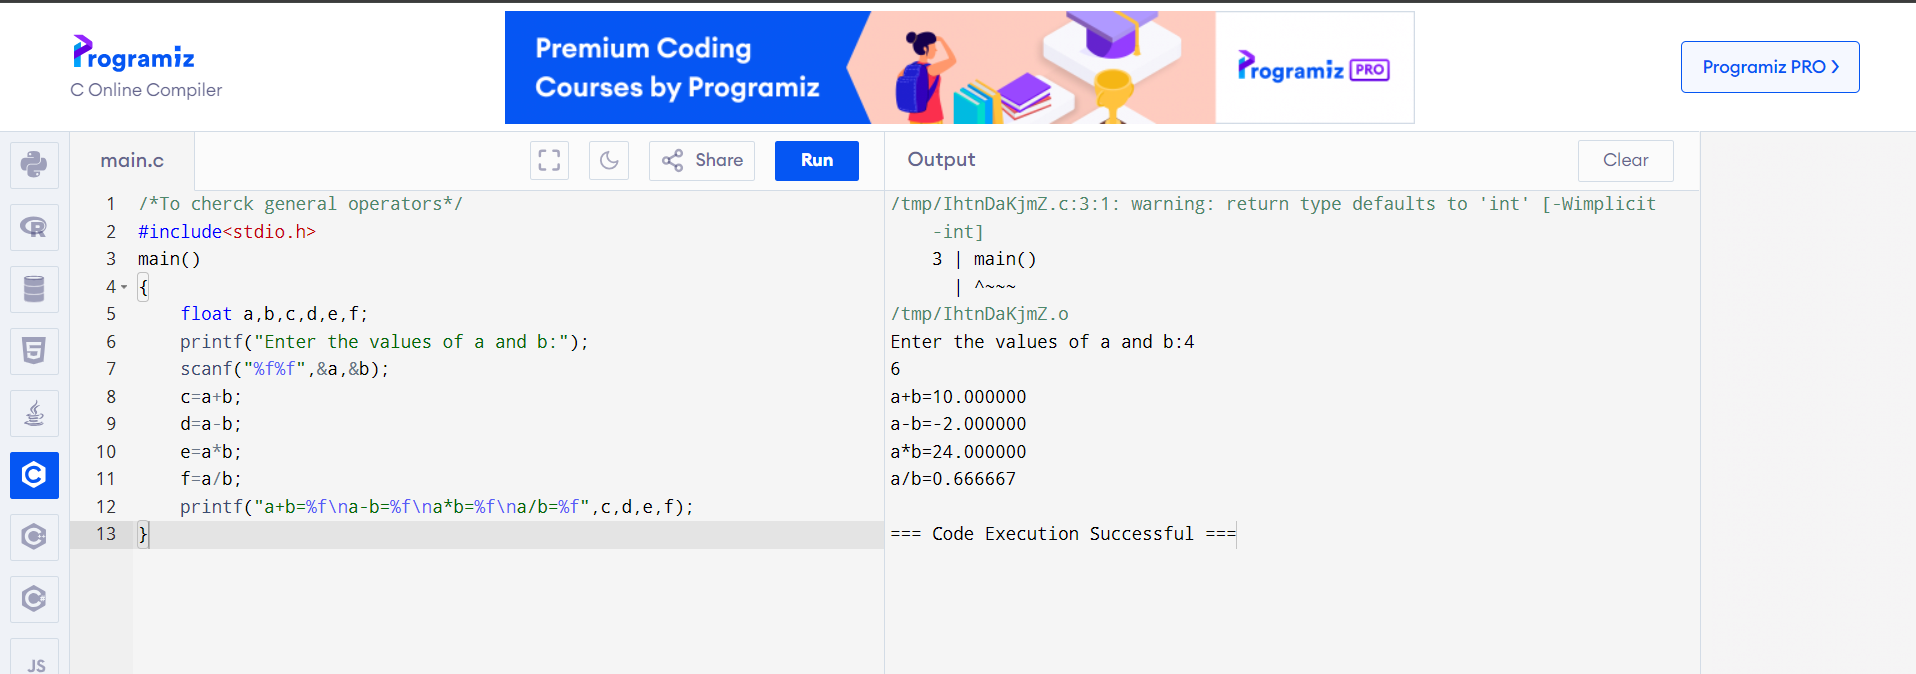 Programiz
C Online Compiler
Premium Coding
Courses by Programiz
Programiz PRO
Programiz PRO ›
main.c
Share
Run
Output
Clear
1 /*To cherck general operators*/
2 #include<stdio.h>
3 main()
4 {
5 float a,b,c,d,e,f;
6 printf("Enter the values of a and b:");
7 scanf("%f%f",&a,&b);
8 c=a+b;
9 d=a-b;
10 e=a*b;
11 f=a/b;
12 printf("a+b=%f\na-b=%f\na*b=%f\na/b=%f",c,d,e,f);
13 }
/tmp/IhtnDaKjmZ.c:3:1: warning: return type defaults to 'int' [-Wimplicit
-int]
3 | main()
| ^~~~
/tmp/IhtnDaKjmZ.o
Enter the values of a and b:4
6
a+b=10.000000
a-b=-2.000000
a*b=24.000000
a/b=0.666667
=== Code Execution Successful ===
R
5
C
C
C
JS